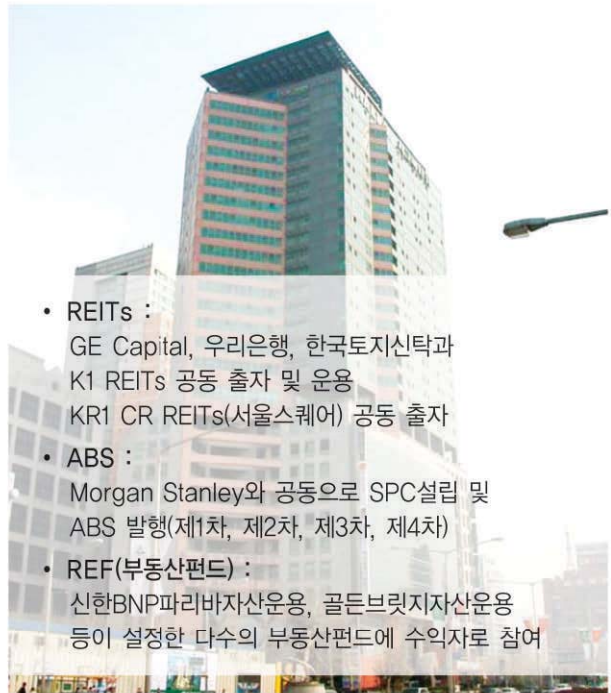 • REITs :
GE Capital, 우리은행, 한국토지신탁과
K1 REITs 공동 출자 및 운용
KR1 CR REITs(서울스퀘어) 공동 출자
• ABS :
Morgan Stanley와 공동으로 SPC설립 및
ABS 발행(제1차, 제2차, 제3차, 제4차)
• REF(부동산펀드) :
신한BNP파리바자산운용, 골든브릿지자산운용
등이 설정한 다수의 부동산펀드에 수익자로 참여